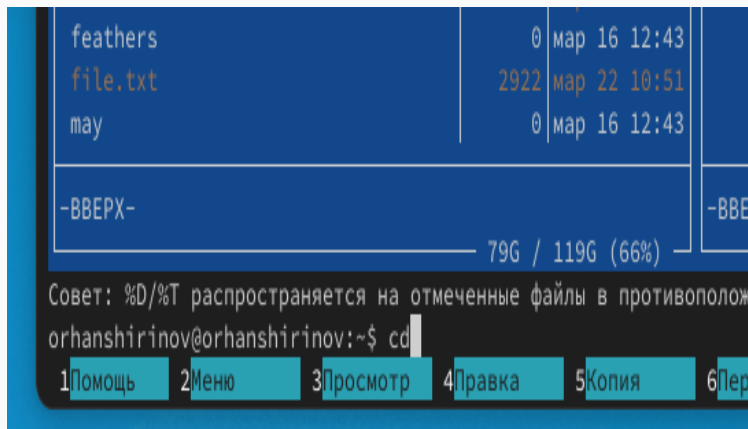 feathers 0 мар 16 12:43
file.txt 2922 мар 22 10:51
may 0 мар 16 12:43
-ВВЕРХ- -ВВЕ
79G / 119G (66%)
Совет: %D/%T распространяется на отмеченные файлы в противополож
orhanshirinov@orhanshirinov:~$ cd
1Помощь 2Меню 3Просмотр 4Правка 5Копия 6Пер